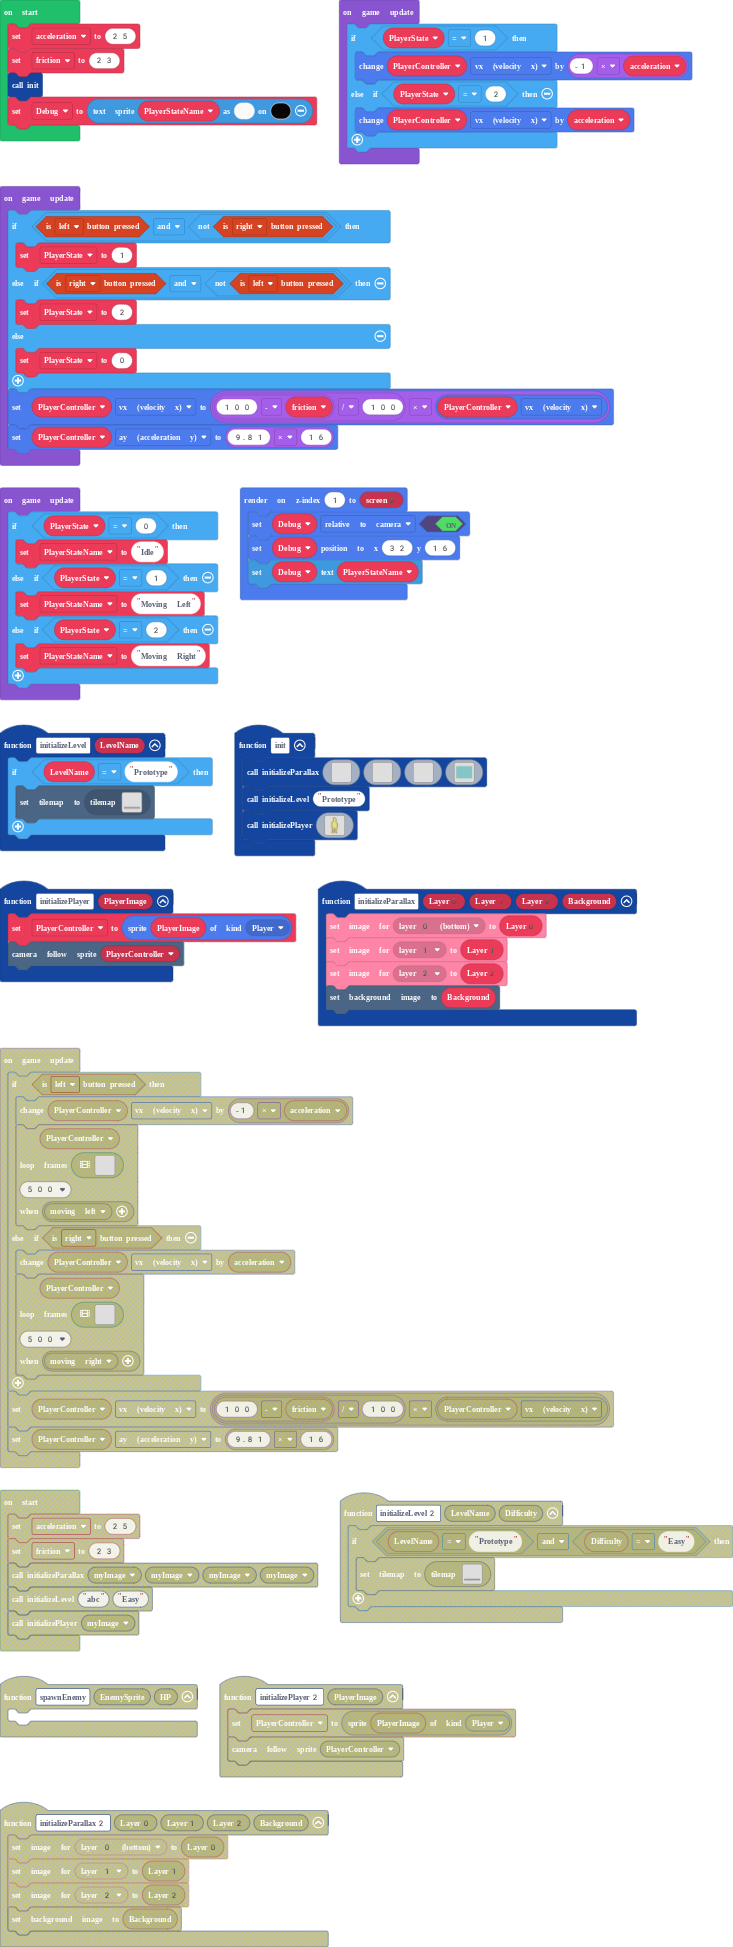 on start
set acceleration to 25
set friction to 23
call init
set Debug to text sprite PlayerStateName as on
on game update
if PlayerState = 1 then
change PlayerController vx (velocity x) by -1 × acceleration
else if PlayerState = 2 then
change PlayerController vx (velocity x) by acceleration
on game update
if is left button pressed and not is right button pressed then
set PlayerState to 1
else if is right button pressed and not is left button pressed then
set PlayerState to 2
else
set PlayerState to 0
set PlayerController vx (velocity x) to 100 - friction / 100 × PlayerController vx (velocity x)
set PlayerController ay (acceleration y) to 9.81 × 16
on game update
if PlayerState = 0 then
set PlayerStateName to "Idle"
else if PlayerState = 1 then
set PlayerStateName to "Moving Left"
else if PlayerState = 2 then
set PlayerStateName to "Moving Right"
render on z-index 1 to screen
set Debug relative to camera ON
set Debug position to x 32 y 16
set Debug text PlayerStateName
function initializeLevel LevelName
if LevelName = "Prototype" then
set tilemap to tilemap
function init
call initializeParallax
call initializeLevel "Prototype"
call initializePlayer
function initializePlayer PlayerImage
set PlayerController to sprite PlayerImage of kind Player
camera follow sprite PlayerController
function initializeParallax Layer Layer Layer Background
set image for layer 0 (bottom) to Layer
set image for layer 1 to Layer
set image for layer 2 to Layer
set background image to Background
on game update
if is left button pressed then
change PlayerController vx (velocity x) by -1 × acceleration
PlayerController
loop frames
500
when moving left
else if is right button pressed then
change PlayerController vx (velocity x) by acceleration
PlayerController
loop frames
500
when moving right
set PlayerController vx (velocity x) to 100 - friction / 100 × PlayerController vx (velocity x)
set PlayerController ay (acceleration y) to 9.81 × 16
on start
set acceleration to 25
set friction to 23
call initializeParallax myImage myImage myImage myImage
call initializeLevel "abc" "Easy"
call initializePlayer myImage
function initializeLevel 2 LevelName Difficulty
if LevelName = "Prototype" and Difficulty = "Easy" then
set tilemap to tilemap
function spawnEnemy EnemySprite HP
function initializePlayer 2 PlayerImage
set PlayerController to sprite PlayerImage of kind Player
camera follow sprite PlayerController
function initializeParallax 2 Layer 0 Layer 1 Layer 2 Background
set image for layer 0 (bottom) to Layer 0
set image for layer 1 to Layer 1
set image for layer 2 to Layer 2
set background image to Background